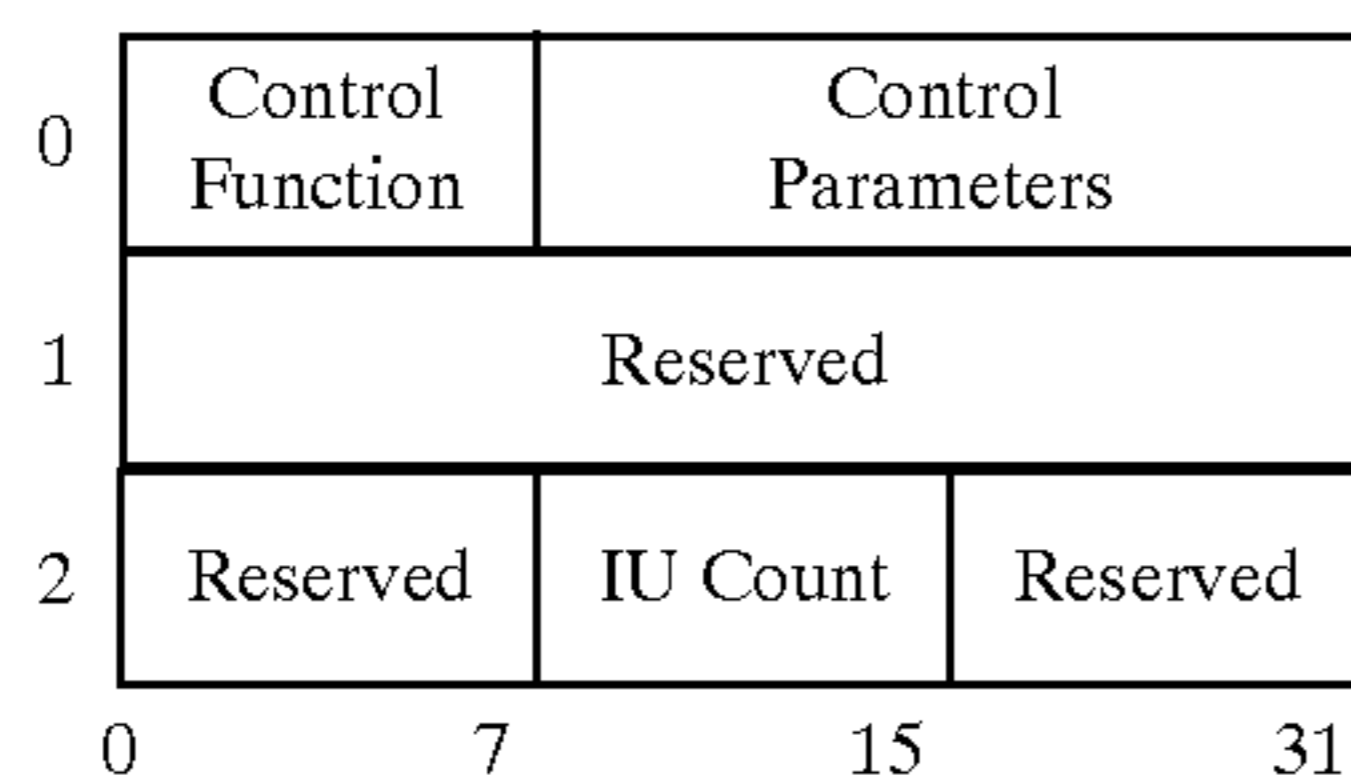 0
Control
Function
Control
Parameters
1
Reserved
2
Reserved
IU Count
Reserved
0
7
15
31